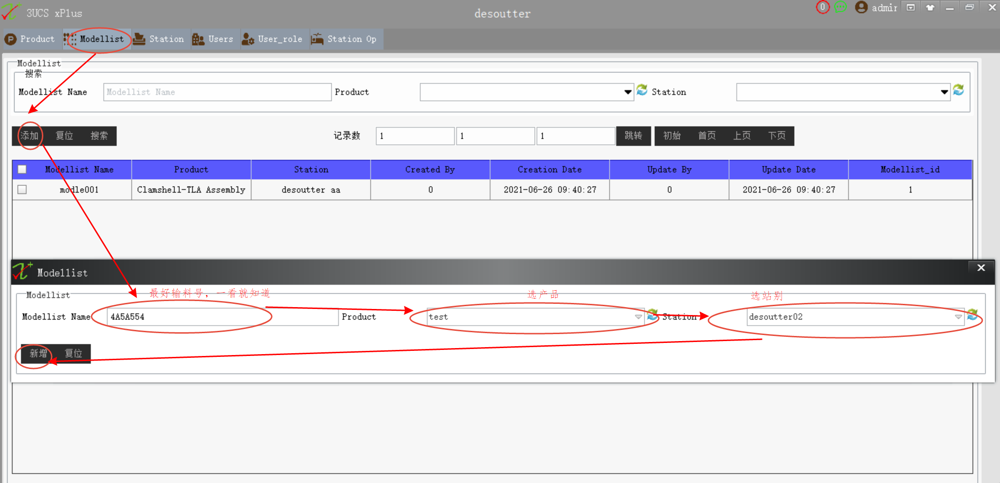 3UCS xPlus
desoutter
0
admir
Product
Modellist
Station
Users
User_role
Station Op
Modellist
搜索
Modellist Name
Modellist Name
Product
Station
添加
复位
搜索
记录数
1
1
1
跳转
初始
首页
上页
下页
Modellist Name
Product
Station
Created By
Creation Date
Update By
Update Date
Modellist_id
modle001
Clamshell-TLA Assembly
desoutter aa
0
2021-06-26 09:40:27
0
2021-06-26 09:40:27
1
Modellist
Modellist
最好输料号，一看就知道
选产品
选站别
Modellist Name
4A5A554
Product
test
Station
desoutter02
新增
复位